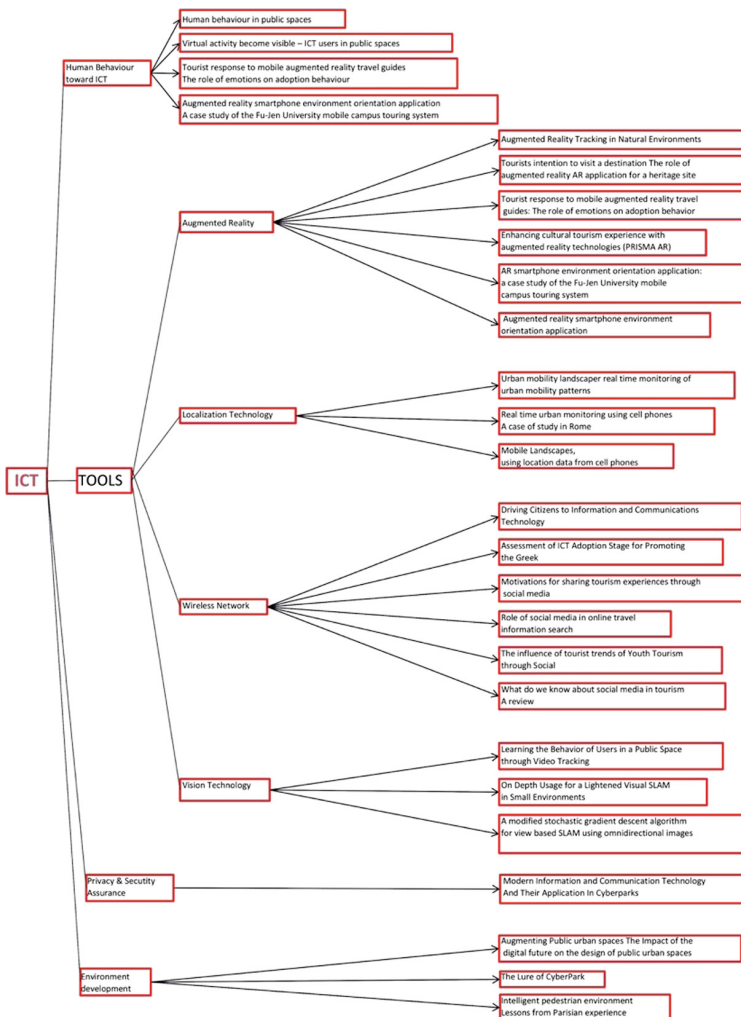 Human behaviour in public spaces
Virtual activity become visible – ICT users in public spaces
Human Behaviour
toward ICT
Tourist response to mobile augmented reality travel guides
The role of emotions on adoption behaviour
Augmented reality smartphone environment orientation application
A case study of the Fu-Jen University mobile campus touring system
ICT
TOOLS
Augmented Reality
Augmented Reality Tracking in Natural Environments
Tourists intention to visit a destination The role of
augmented reality AR application for a heritage site
Tourist response to mobile augmented reality travel
guides: The role of emotions on adoption behavior
Enhancing cultural tourism experience with
augmented reality technologies (PRISMA AR)
AR smartphone environment orientation application:
a case study of the Fu-Jen University mobile
campus touring system
Augmented reality smartphone environment
orientation application
Localization Technology
Urban mobility landscaper real time monitoring of
urban mobility patterns
Real time urban monitoring using cell phones
A case of study in Rome
Mobile Landscapes,
using location data from cell phones
Wireless Network
Driving Citizens to Information and Communications
Technology
Assessment of ICT Adoption Stage for Promoting
the Greek
Motivations for sharing tourism experiences through
social media
Role of social media in online travel
information search
The influence of tourist trends of Youth Tourism
through Social
What do we know about social media in tourism
A review
Vision Technology
Learning the Behavior of Users in a Public Space
through Video Tracking
On Depth Usage for a Lightened Visual SLAM
in Small Environments
A modified stochastic gradient descent algorithm
for view based SLAM using omnidirectional images
Privacy & Secutity
Assurance
Modern Information and Communication Technology
And Their Application In Cyberparks
Environment
development
Augmenting Public urban spaces The Impact of the
digital future on the design of public urban spaces
The Lure of CyberPark
Intelligent pedestrian environment
Lessons from Parisian experience